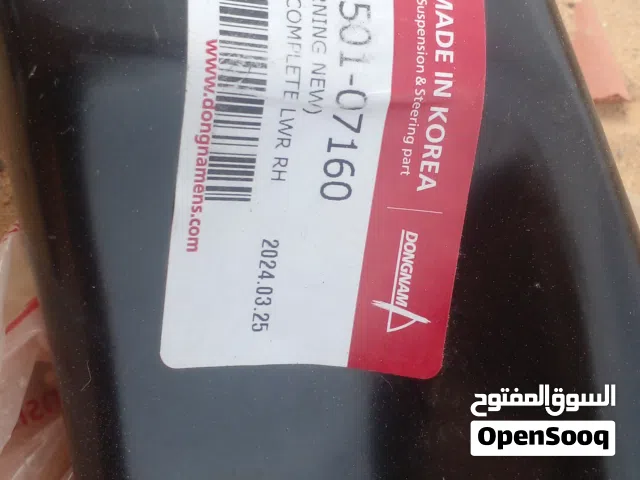 MADE IN KOREA
Suspension & Steering part
DONGNAM
501-07160
RNING NEW)
COMPLETE LWR RH
2024.03.25
www.dongnamens.com
السوق المفتوح
OpenSooq